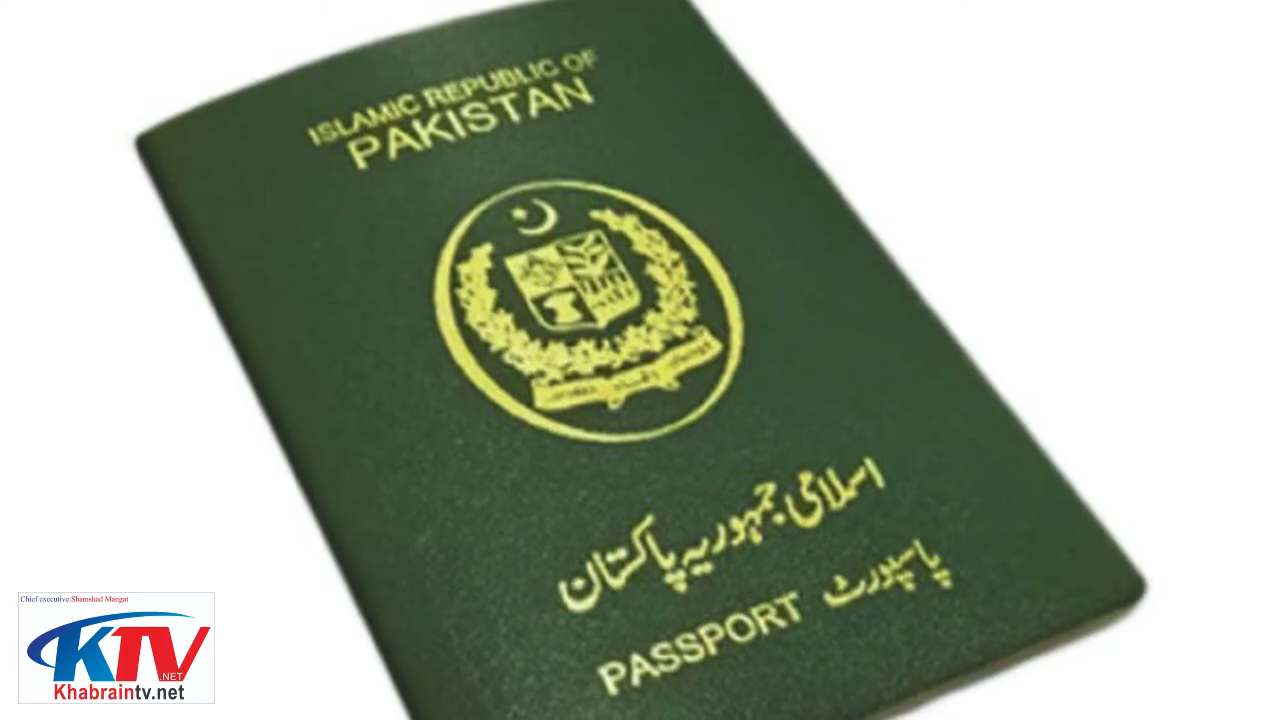 ISLAMIC REPUBLIC OF
PAKISTAN
اسلامی جمہوریہ پاکستان
PASSPORT پاسپورٹ
Chief executive:Shamshad Mangat
KTV
.NET
Khabraintv.net